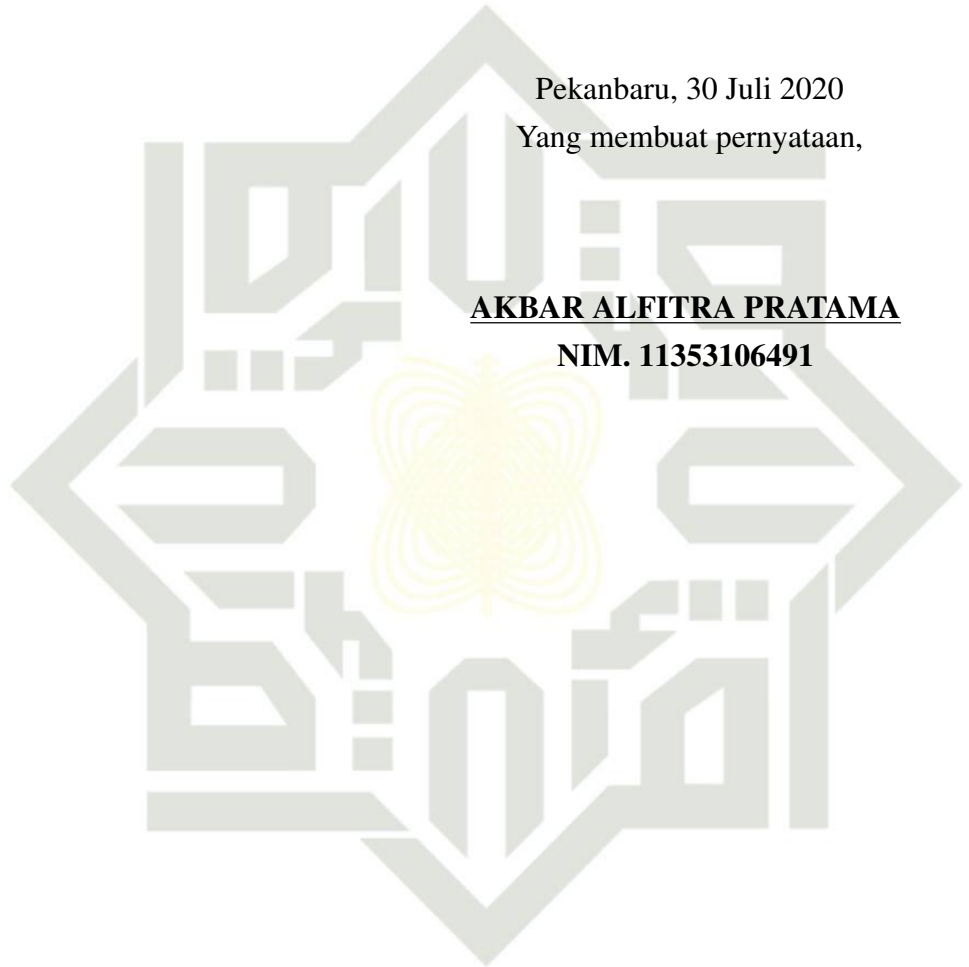 Pekanbaru, 30 Juli 2020
Yang membuat pernyataan,
AKBAR ALFITRA PRATAMA
NIM. 11353106491